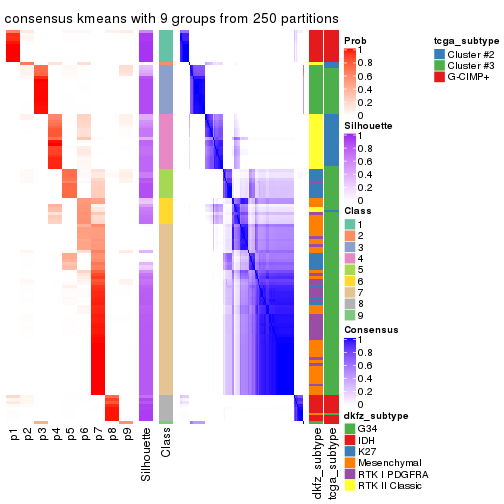 consensus kmeans with 9 groups from 250 partitions
Prob
1
0.8
0.6
0.4
0.2
0
Silhouette
1
0.8
0.6
0.4
0.2
0
Class
1
2
3
4
5
6
7
8
9
Consensus
1
0.8
0.6
0.4
0.2
0
dkfz_subtype
G34
IDH
K27
Mesenchymal
RTK I PDGFRA
RTK II Classic
tcga_subtype
Cluster #2
Cluster #3
G-CIMP+
p1
p2
p3
p4
p5
p6
p7
p8
p9
Silhouette
Class
dkfz_subtype
tcga_subtype